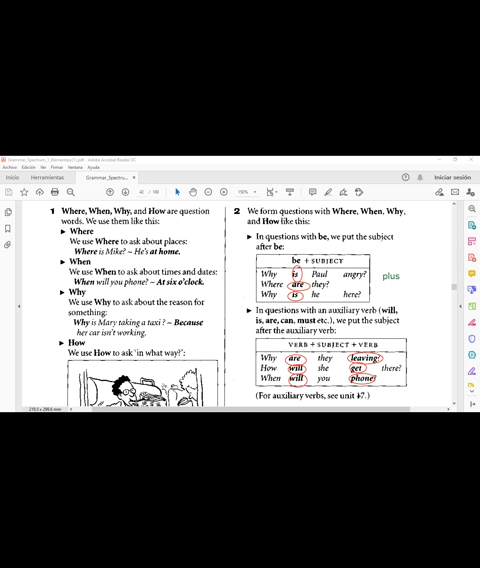 Grammar_Spectrum_1_Elementary(1).pdf - Adobe Acrobat Reader DC
Archivo Edición Ver Firmar Ventana Ayuda
Inicio Herramientas Grammar_Spectrum_... × Iniciar sesión
42 / 100 150%
1 Where, When, Why, and How are question
words. We use them like this:
► Where
We use Where to ask about places:
Where is Mike? ~ He's at home.
► When
We use When to ask about times and dates:
When will you phone? ~ At six o'clock.
► Why
We use Why to ask about the reason for
something:
Why is Mary taking a taxi? ~ Because
her car isn't working.
► How
We use How to ask 'in what way?':
2 We form questions with Where, When, Why,
and How like this:
► In questions with be, we put the subject
after be:
be + SUBJECT
Why is Paul angry?
Where are they?
Why is he here?
plus
► In questions with an auxiliary verb (will,
is, are, can, must etc.), we put the subject
after the auxiliary verb:
VERB + SUBJECT + VERB
Why are they leaving?
How will she get there?
When will you phone?
(For auxiliary verbs, see unit 47.)